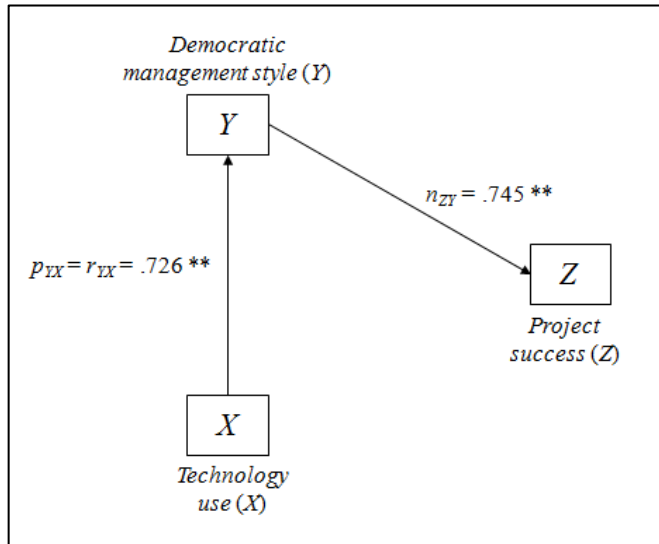 Democratic
management style (Y)
Y
n_ZY = .745 **
p_YX = r_YX = .726 **
Z
Project
success (Z)
X
Technology
use (X)